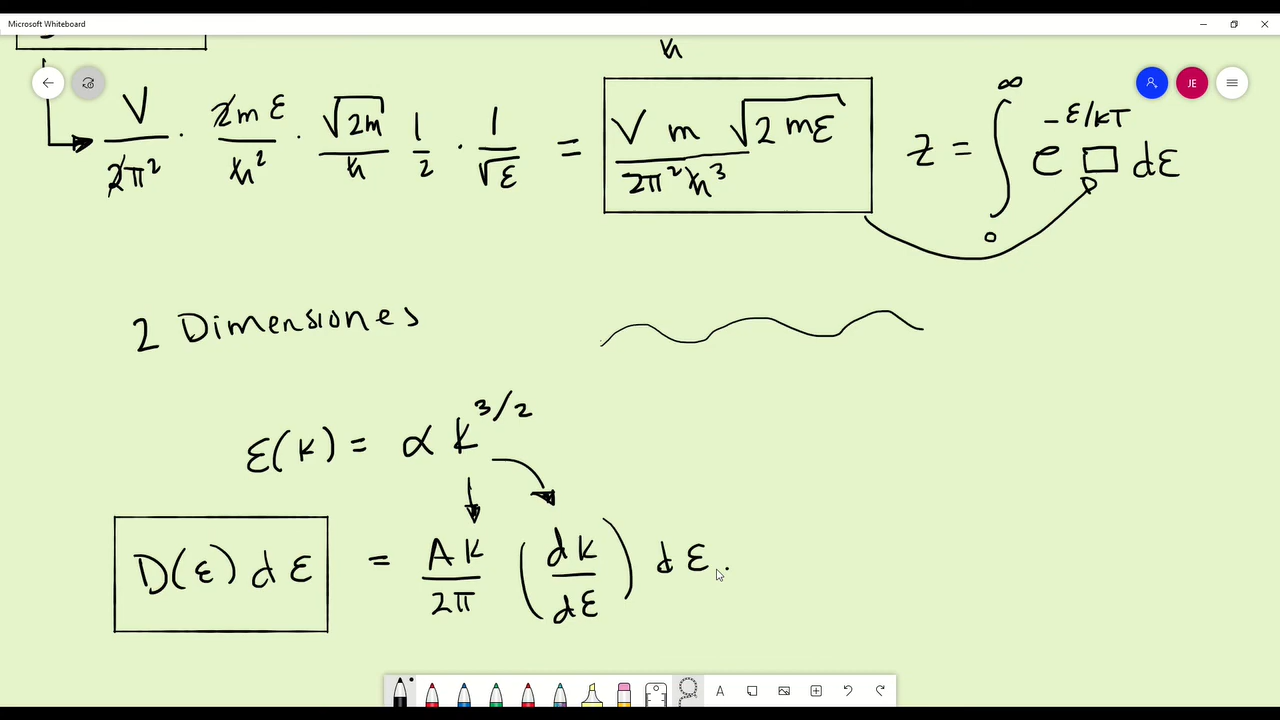 Microsoft Whiteboard
ħ
JE
V/2π² · 2mε/ħ² · √2m/ħ 1/2 · 1/√ε = V m √2mε / 2π²ħ³
z = ∫₀^∞ e^(-ε/kT) □ dε
D
2 Dimensiones
ε(k) = α k^(3/2)
D(ε)dε = Ak/2π (dk/dε) dε.
A